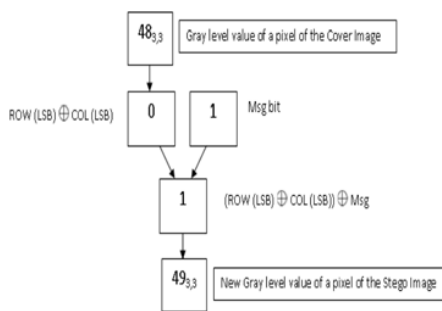 48₃,₃ Gray level value of a pixel of the Cover Image
ROW (LSB) ⊕ COL (LSB) 0 1 Msg bit
1 (ROW (LSB) ⊕ COL (LSB)) ⊕ Msg
49₃,₃ New Gray level value of a pixel of the Stego Image